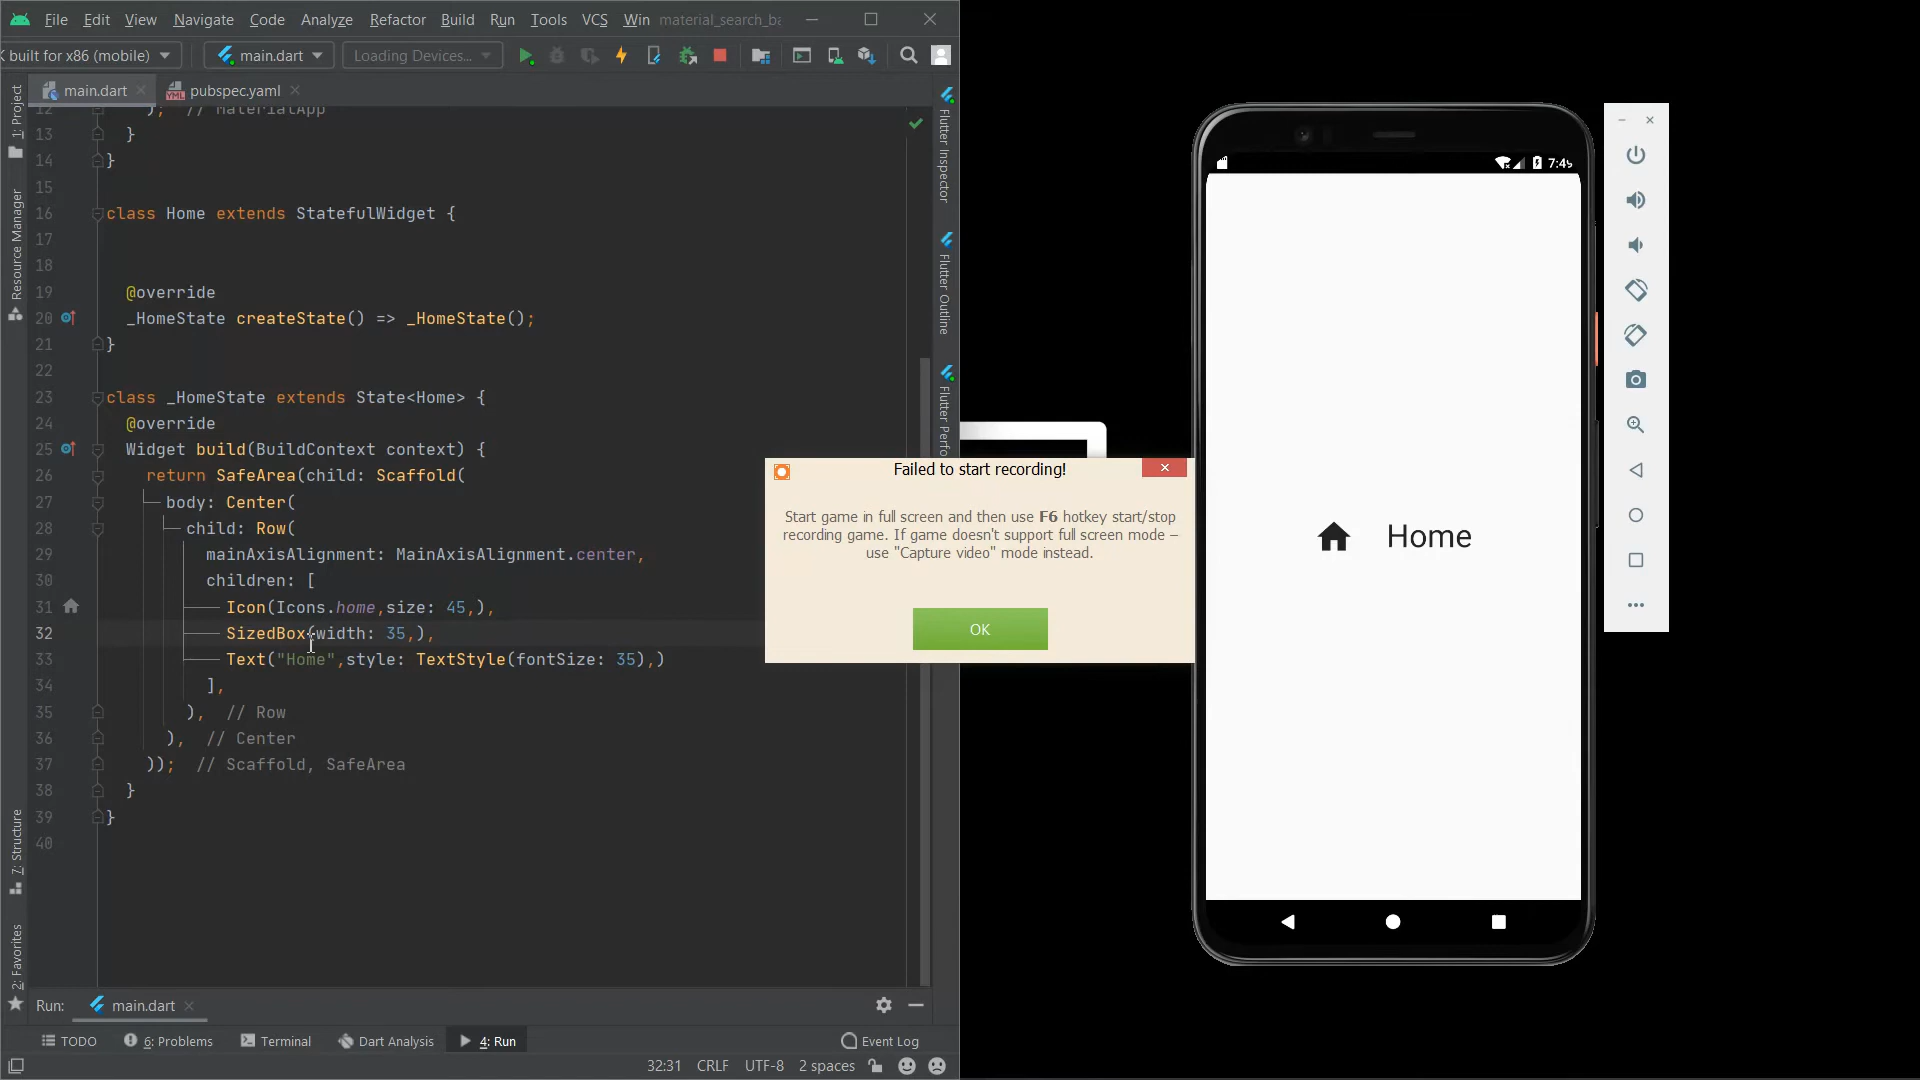 File Edit View Navigate Code Analyze Refactor Build Run Tools VCS Win material_search_ba
K built for x86 (mobile) main.dart Loading Devices...
main.dart pubspec.yaml
12 ); // MaterialApp
13 }
14 }
15
16 class Home extends StatefulWidget {
17
18
19 @override
20 _HomeState createState() => _HomeState();
21 }
22
23 class _HomeState extends State<Home> {
24 @override
25 Widget build(BuildContext context) {
26 return SafeArea(child: Scaffold(
27 body: Center(
28 child: Row(
29 mainAxisAlignment: MainAxisAlignment.center,
30 children: [
31 Icon(Icons.home,size: 45,),
32 SizedBox(width: 35,),
33 Text("Home",style: TextStyle(fontSize: 35),)
34 ],
35 ), // Row
36 ), // Center
37 )); // Scaffold, SafeArea
38 }
39 }
40
1: Project
Resource Manager
7: Structure
2: Favorites
Flutter Inspector
Flutter Outline
Flutter Perfo
Failed to start recording!
Start game in full screen and then use F6 hotkey start/stop
recording game. If game doesn't support full screen mode –
use "Capture video" mode instead.
OK
Home
Run: main.dart
TODO 6: Problems Terminal Dart Analysis 4: Run Event Log
32:31 CRLF UTF-8 2 spaces